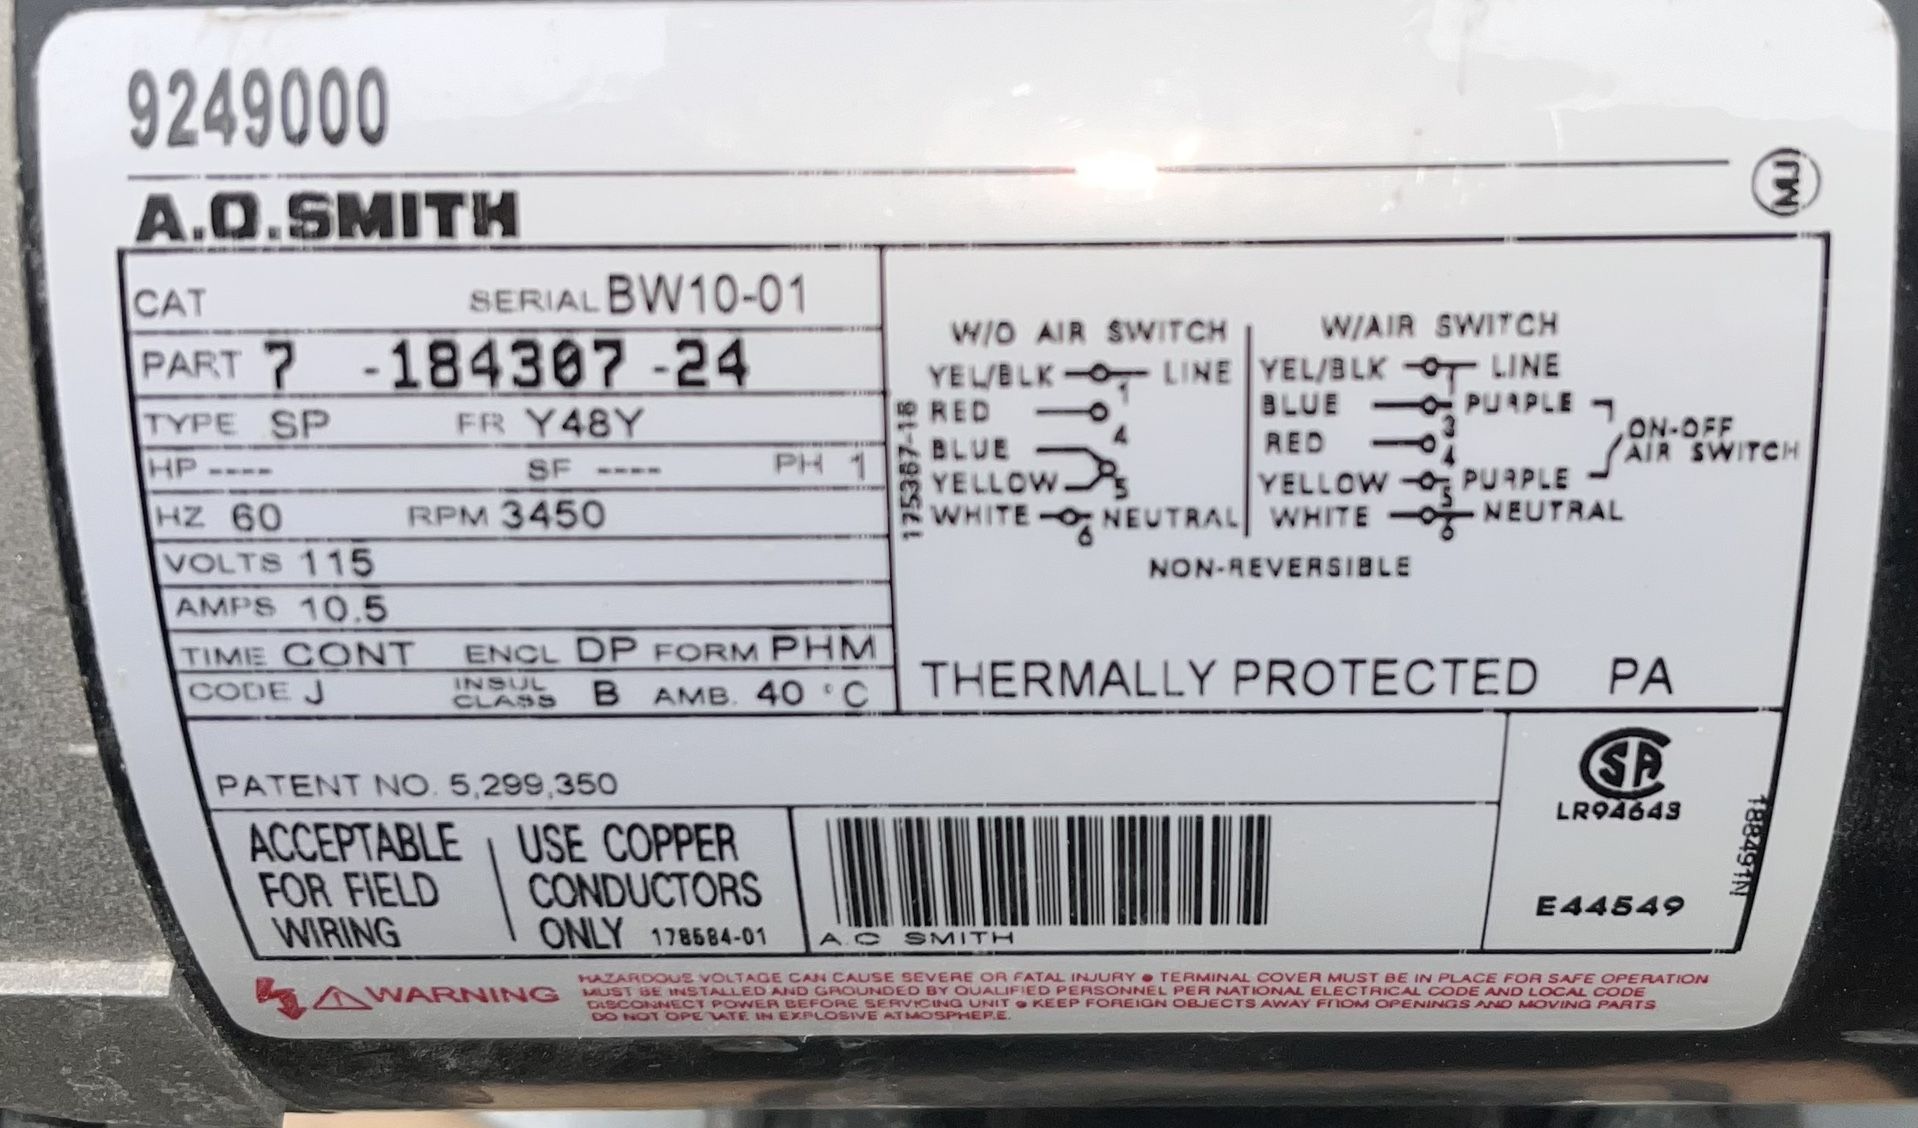 9249000
MJ
A.O.SMITH
CAT SERIAL BW10-01
PART 7 -184307-24
TYPE SP FR Y48Y
HP ---- SF ---- PH 1
HZ 60 RPM 3450
VOLTS 115
AMPS 10.5
TIME CONT ENCL DP FORM PHM
CODE J INSUL CLASS B AMB. 40 °C
175367-18
W/O AIR SWITCH
YEL/BLK 1 LINE
RED 4
BLUE
YELLOW 5
WHITE 6 NEUTRAL
W/AIR SWITCH
YEL/BLK 1 LINE
BLUE 3 PURPLE
RED 4
YELLOW 5 PURPLE
WHITE 6 NEUTRAL
ON-OFF
AIR SWITCH
NON-REVERSIBLE
THERMALLY PROTECTED PA
PATENT NO. 5,299,350
ACCEPTABLE
FOR FIELD
WIRING
USE COPPER
CONDUCTORS
ONLY 178584-01
A.O SMITH
SA
LR94643
E44549
188491N
WARNING
HAZARDOUS VOLTAGE CAN CAUSE SEVERE OR FATAL INJURY ● TERMINAL COVER MUST BE IN PLACE FOR SAFE OPERATION
MUST BE INSTALLED AND GROUNDED BY QUALIFIED PERSONNEL PER NATIONAL ELECTRICAL CODE AND LOCAL CODE
DISCONNECT POWER BEFORE SERVICING UNIT ● KEEP FOREIGN OBJECTS AWAY FROM OPENINGS AND MOVING PARTS
DO NOT OPERATE IN EXPLOSIVE ATMOSPHERE.